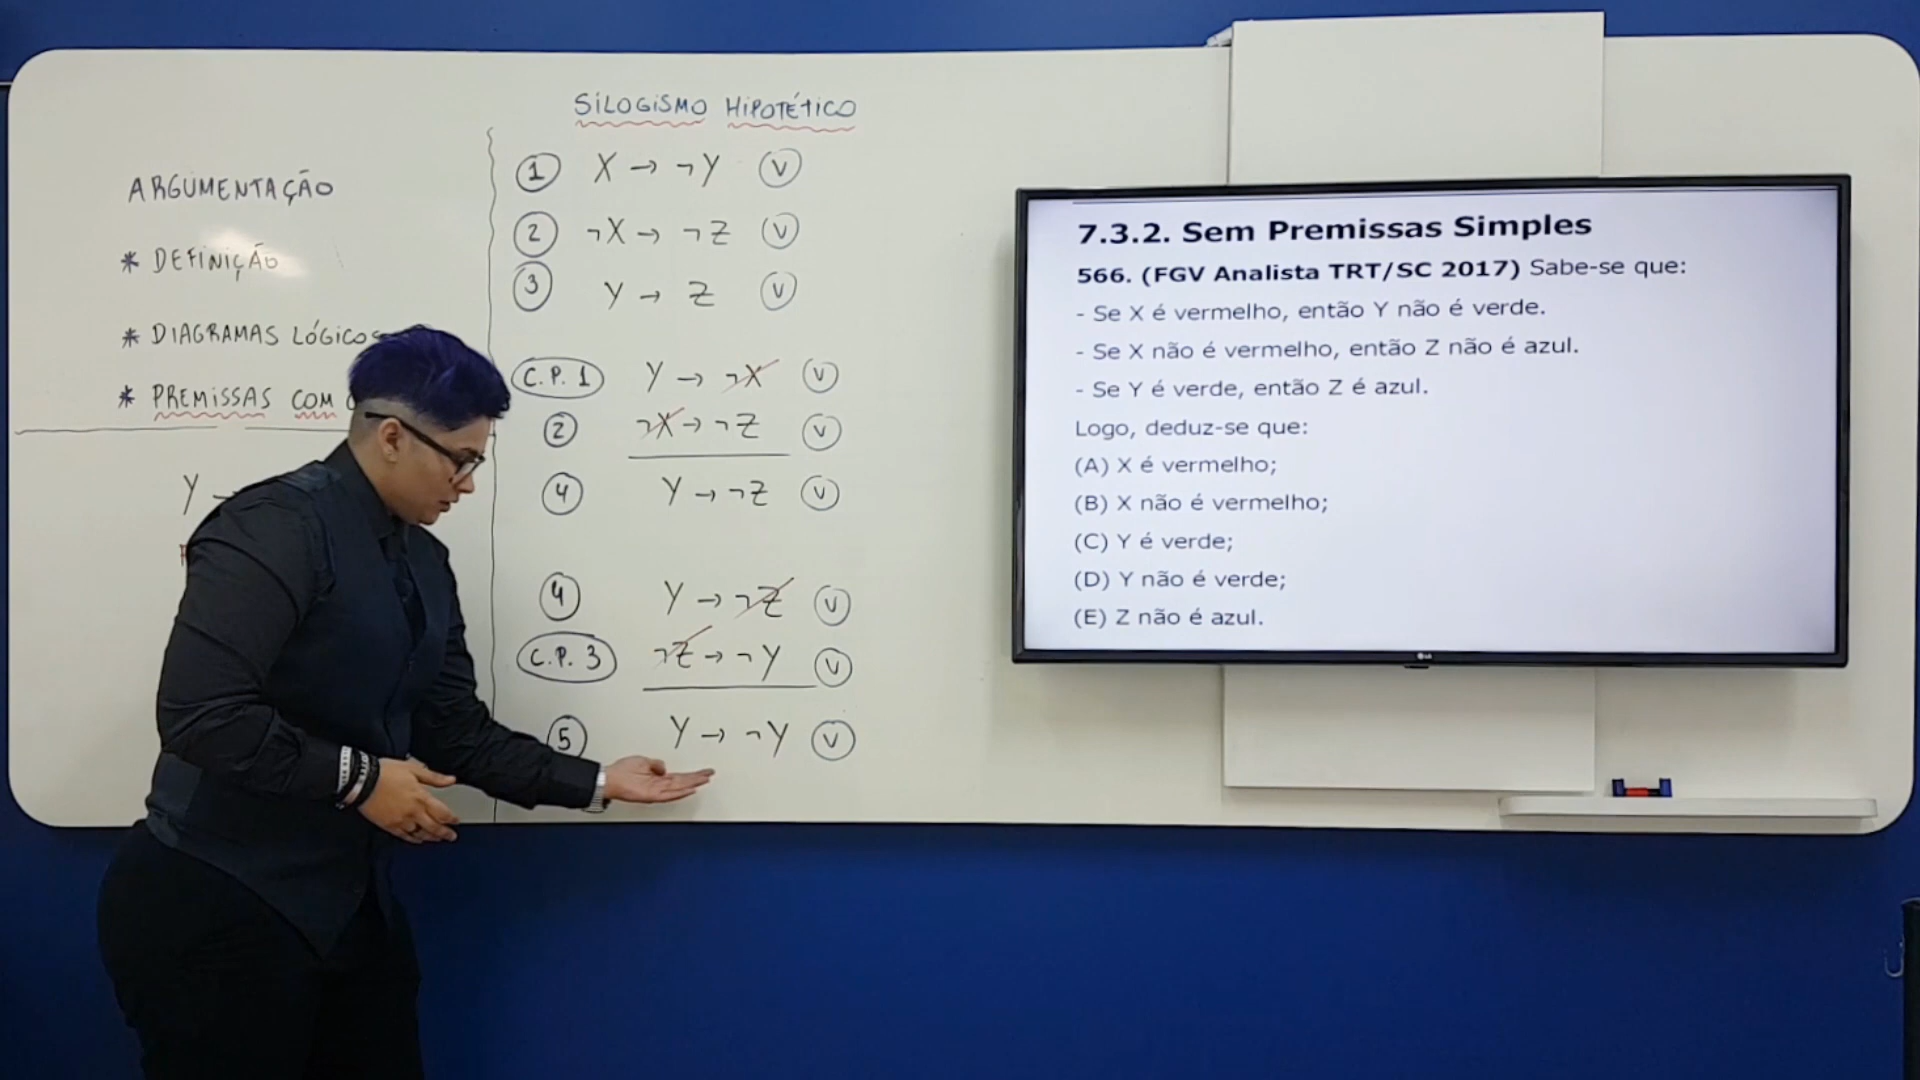 ARGUMENTAÇÃO
* DEFINIÇÃO
* DIAGRAMAS LÓGICOS
* PREMISSAS COM
Y →
SILOGISMO HIPOTÉTICO
1 X → ¬Y V
2 ¬X → ¬Z V
3 Y → Z V
C.P. 1 Y → ¬X V
2 ¬X → ¬Z V
4 Y → ¬Z V
4 Y → ¬Z V
C.P. 3 ¬Z → ¬Y V
5 Y → ¬Y V
7.3.2. Sem Premissas Simples
566. (FGV Analista TRT/SC 2017) Sabe-se que:
- Se X é vermelho, então Y não é verde.
- Se X não é vermelho, então Z não é azul.
- Se Y é verde, então Z é azul.
Logo, deduz-se que:
(A) X é vermelho;
(B) X não é vermelho;
(C) Y é verde;
(D) Y não é verde;
(E) Z não é azul.